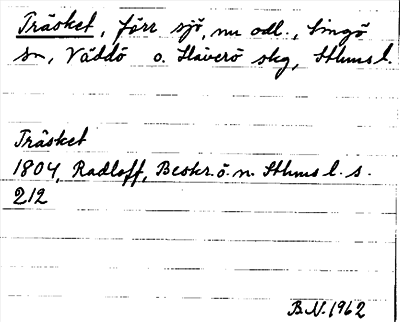 Träsket, förr sjö, nu odl., Singö
sn, Väddö o. Häverö skg, Sthms l.
Träsket
1804, Radloff, Beskr. ö. n. Sthms l. s.
212
B.N. 1962